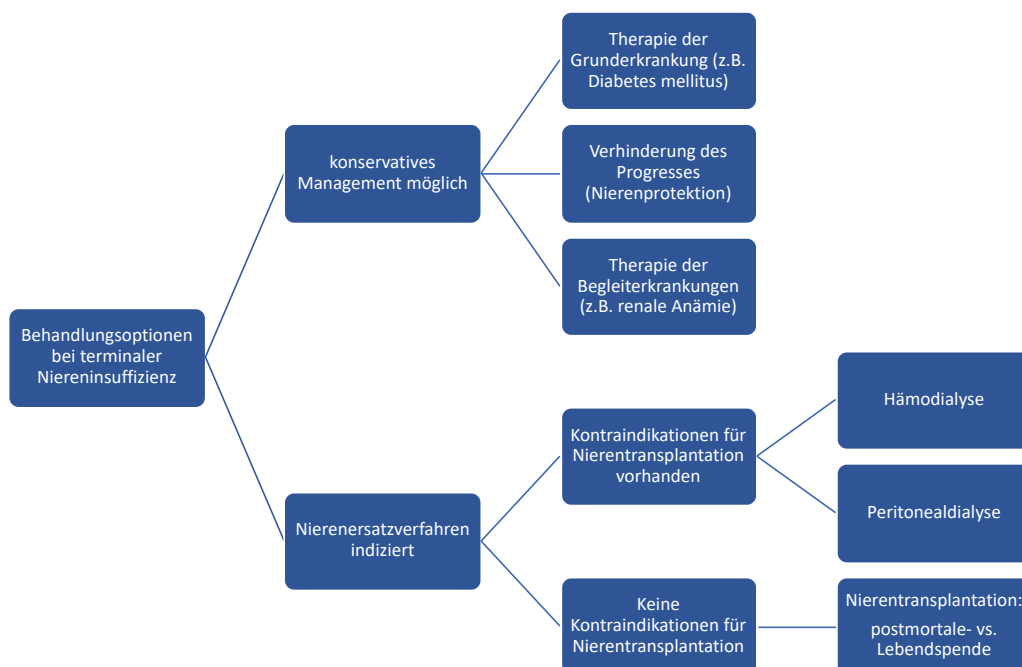 Therapie der
Grunderkrankung (z.B.
Diabetes mellitus)
konservatives
Management möglich
Verhinderung des
Progresses
(Nierenprotektion)
Therapie der
Begleiterkrankungen
(z.B. renale Anämie)
Behandlungsoptionen
bei terminaler
Niereninsuffizienz
Kontraindikationen für
Nierentransplantation
vorhanden
Hämodialyse
Peritonealdialyse
Nierenersatzverfahren
indiziert
Keine
Kontraindikationen für
Nierentransplantation
Nierentransplantation:
postmortale- vs.
Lebendspende